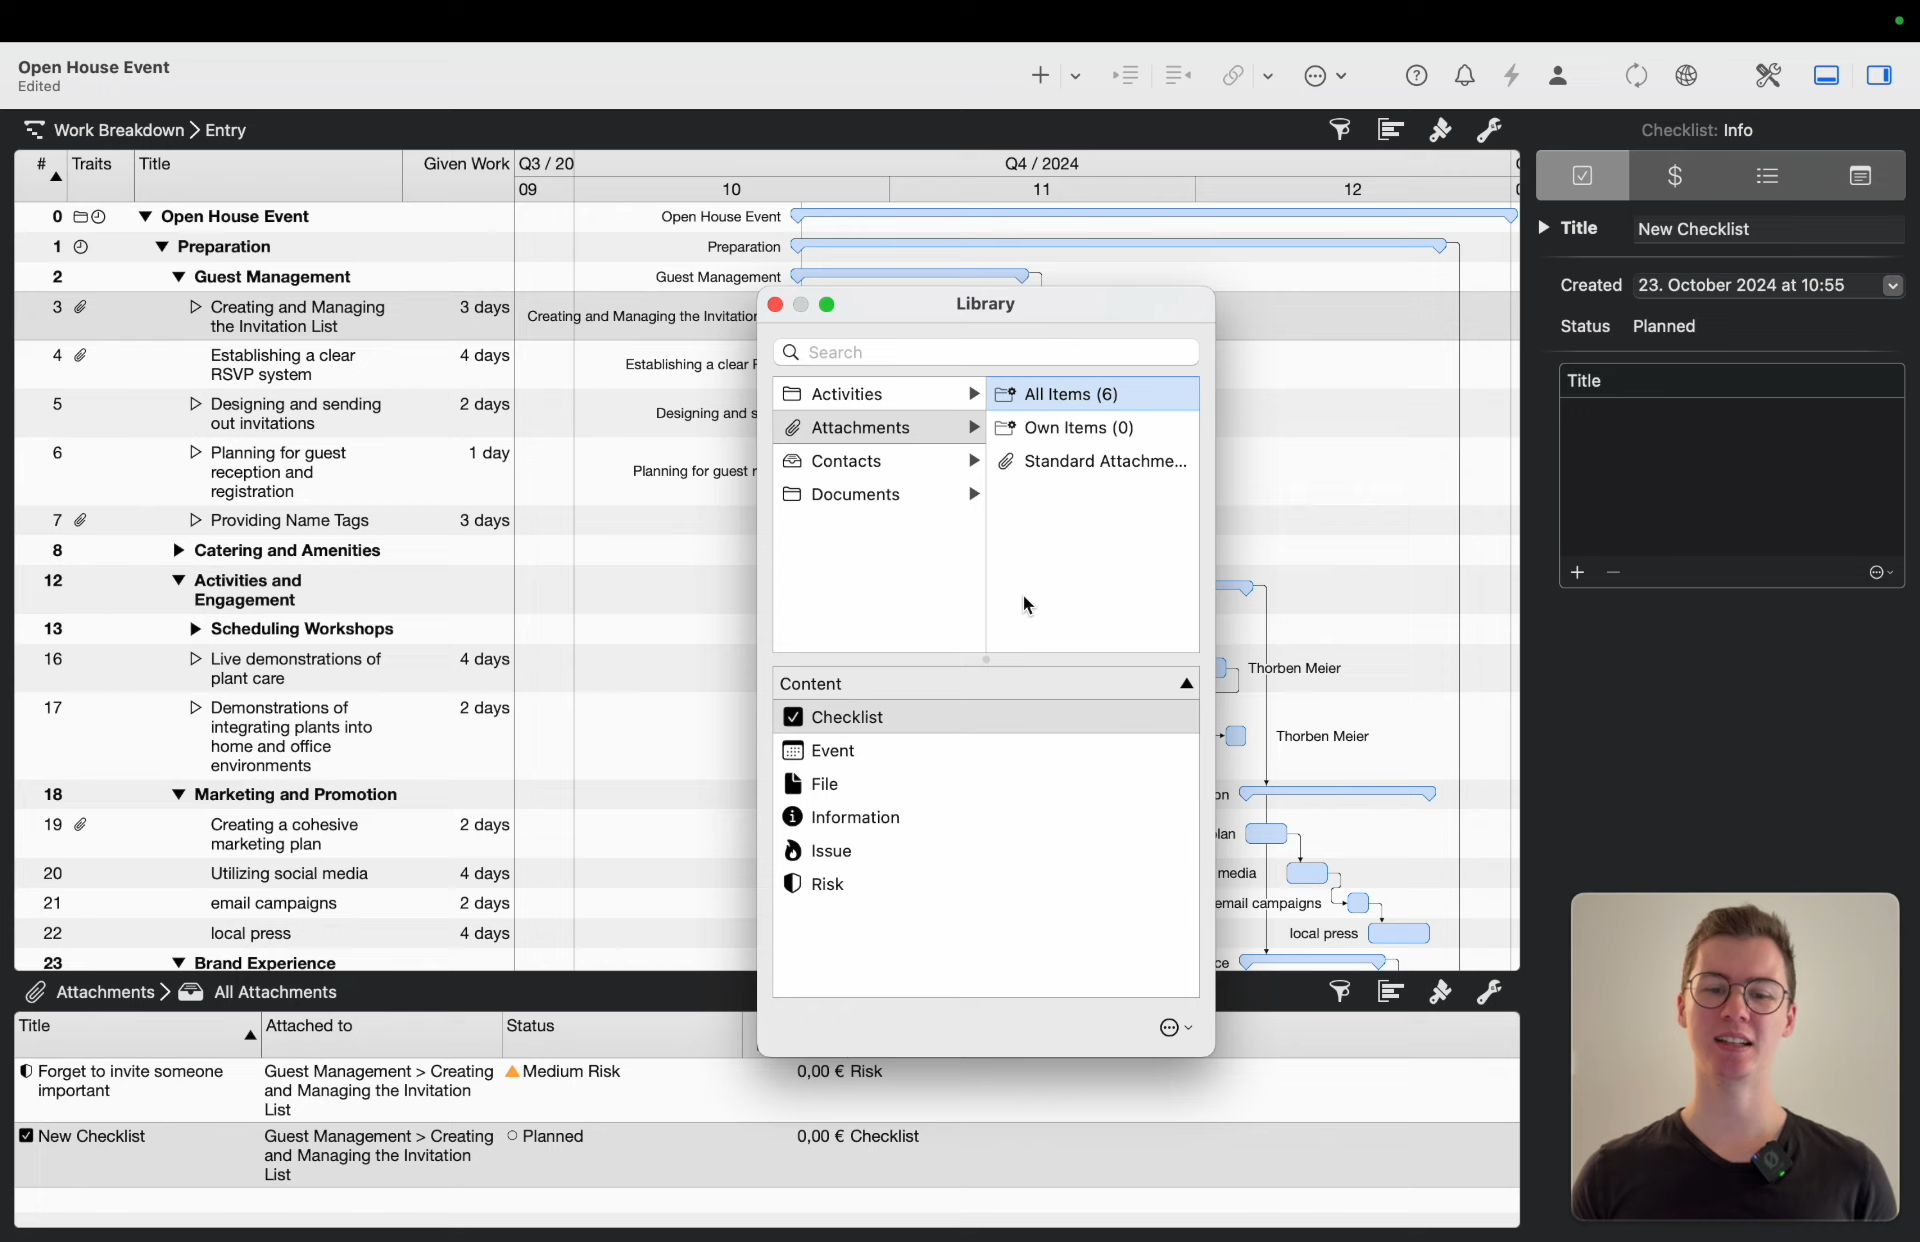 Open House Event
Edited
Work Breakdown > Entry
Checklist: Info
# Traits Title Given Work Q3 / 20 Q4 / 2024
09 10 11 12
0 Open House Event Open House Event
1 Preparation Preparation
2 Guest Management Guest Management
3 Creating and Managing 3 days Creating and Managing the Invitation
the Invitation List
4 Establishing a clear 4 days Establishing a clear
RSVP system
5 Designing and sending 2 days Designing and s
out invitations
6 Planning for guest 1 day
reception and Planning for guest r
registration
7 Providing Name Tags 3 days
8 Catering and Amenities
12 Activities and
Engagement
13 Scheduling Workshops
16 Live demonstrations of 4 days Thorben Meier
plant care
17 Demonstrations of 2 days
integrating plants into Thorben Meier
home and office
environments
18 Marketing and Promotion on
19 Creating a cohesive 2 days lan
marketing plan
20 Utilizing social media 4 days media
21 email campaigns 2 days email campaigns
22 local press 4 days local press
23 Brand Experience ce
Library
Search
Activities
Attachments
Contacts
Documents
All Items (6)
Own Items (0)
Standard Attachme...
Content
Checklist
Event
File
Information
Issue
Risk
Title New Checklist
Created 23. October 2024 at 10:55
Status Planned
Title
Attachments > All Attachments
Title Attached to Status
Forget to invite someone Guest Management > Creating Medium Risk 0,00 € Risk
important and Managing the Invitation
List
New Checklist Guest Management > Creating Planned 0,00 € Checklist
and Managing the Invitation
List